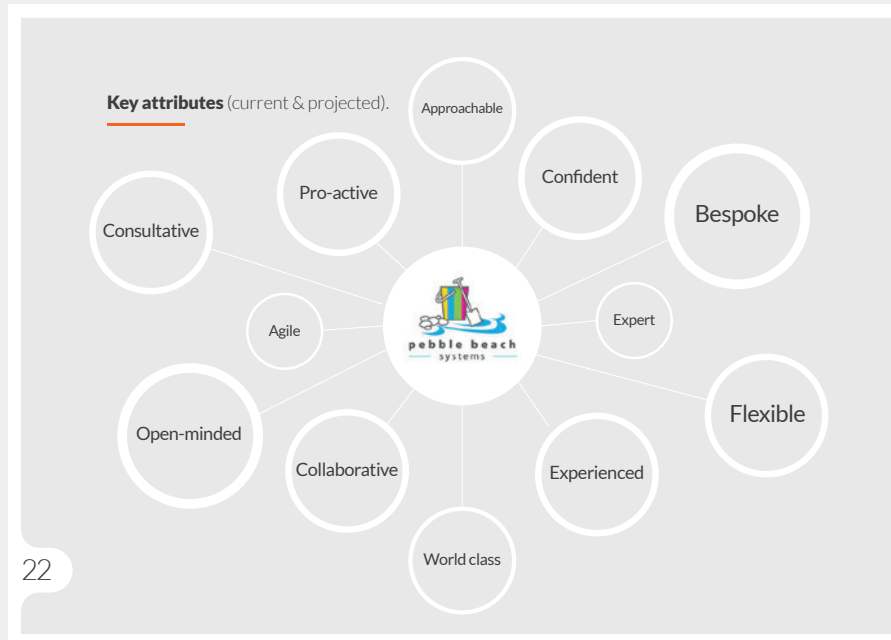 Key attributes (current & projected).
Approachable
Confident
Pro-active
Bespoke
Consultative
pebble beach
systems
Agile
Expert
Open-minded
Flexible
Collaborative
Experienced
World class
22